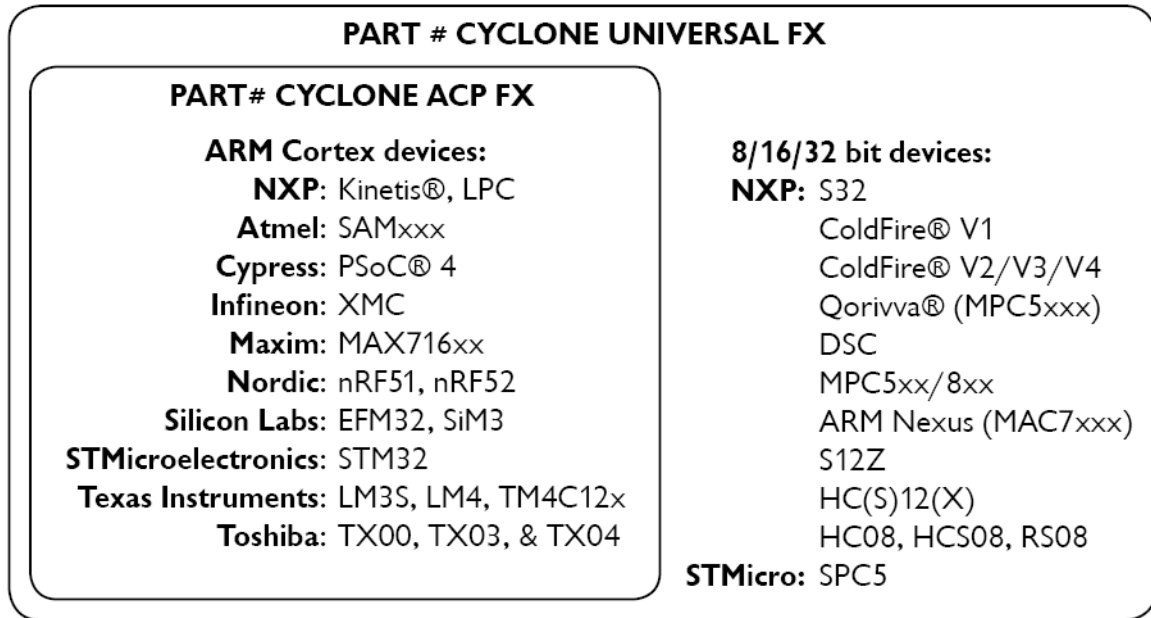 PART # CYCLONE UNIVERSAL FX
PART# CYCLONE ACP FX
ARM Cortex devices:
NXP: Kinetis®, LPC
Atmel: SAMxxx
Cypress: PSoC® 4
Infineon: XMC
Maxim: MAX716xx
Nordic: nRF51, nRF52
Silicon Labs: EFM32, SiM3
STMicroelectronics: STM32
Texas Instruments: LM3S, LM4, TM4C12x
Toshiba: TX00, TX03, & TX04
8/16/32 bit devices:
NXP: S32
ColdFire® V1
ColdFire® V2/V3/V4
Qorivva® (MPC5xxx)
DSC
MPC5xx/8xx
ARM Nexus (MAC7xxx)
S12Z
HC(S)12(X)
HC08, HCS08, RS08
STMicro: SPC5